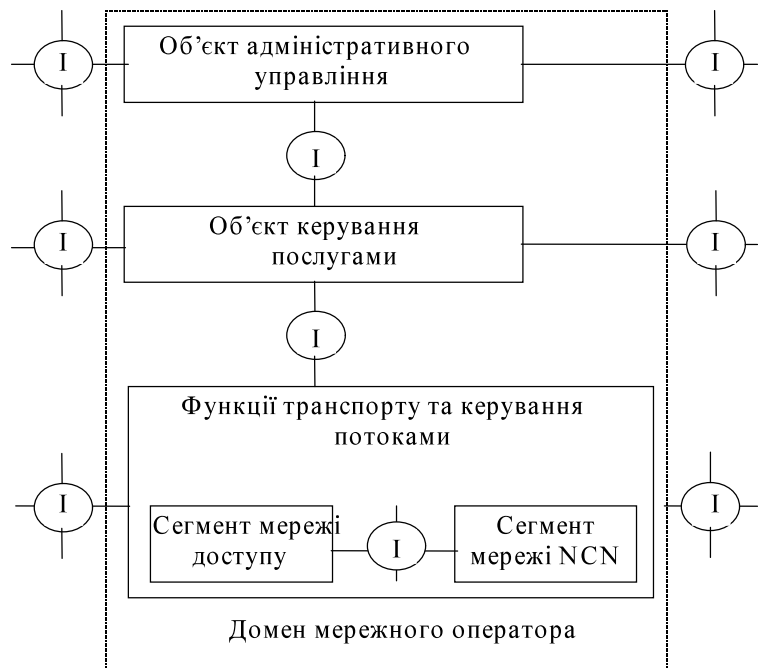 Об’єкт адміністративного
управління
I
I
I
Об’єкт керування
послугами
I
I
I
Функції транспорту та керування
потоками
I
I
Сегмент мережі
доступу
I
Сегмент
мережі NCN
Домен мережного оператора